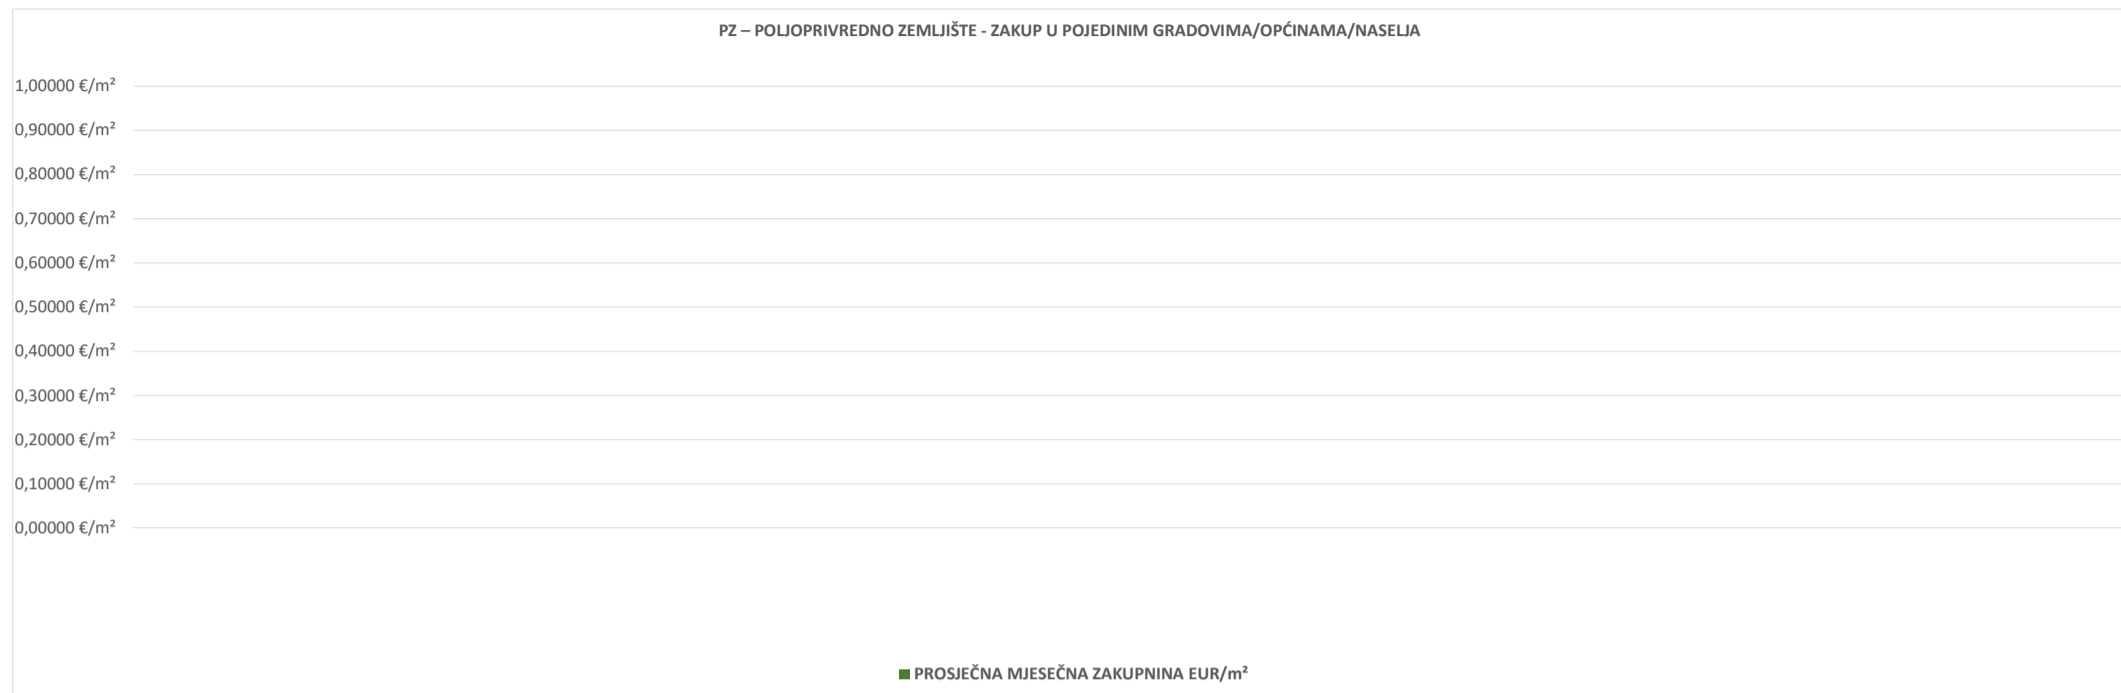 PZ – POLJOPRIVREDNO ZEMLJIŠTE - ZAKUP U POJEDINIM GRADOVIMA/OPĆINAMA/NASELJA
1,00000 €/m²
0,90000 €/m²
0,80000 €/m²
0,70000 €/m²
0,60000 €/m²
0,50000 €/m²
0,40000 €/m²
0,30000 €/m²
0,20000 €/m²
0,10000 €/m²
0,00000 €/m²
PROSJEČNA MJESEČNA ZAKUPNINA EUR/m²